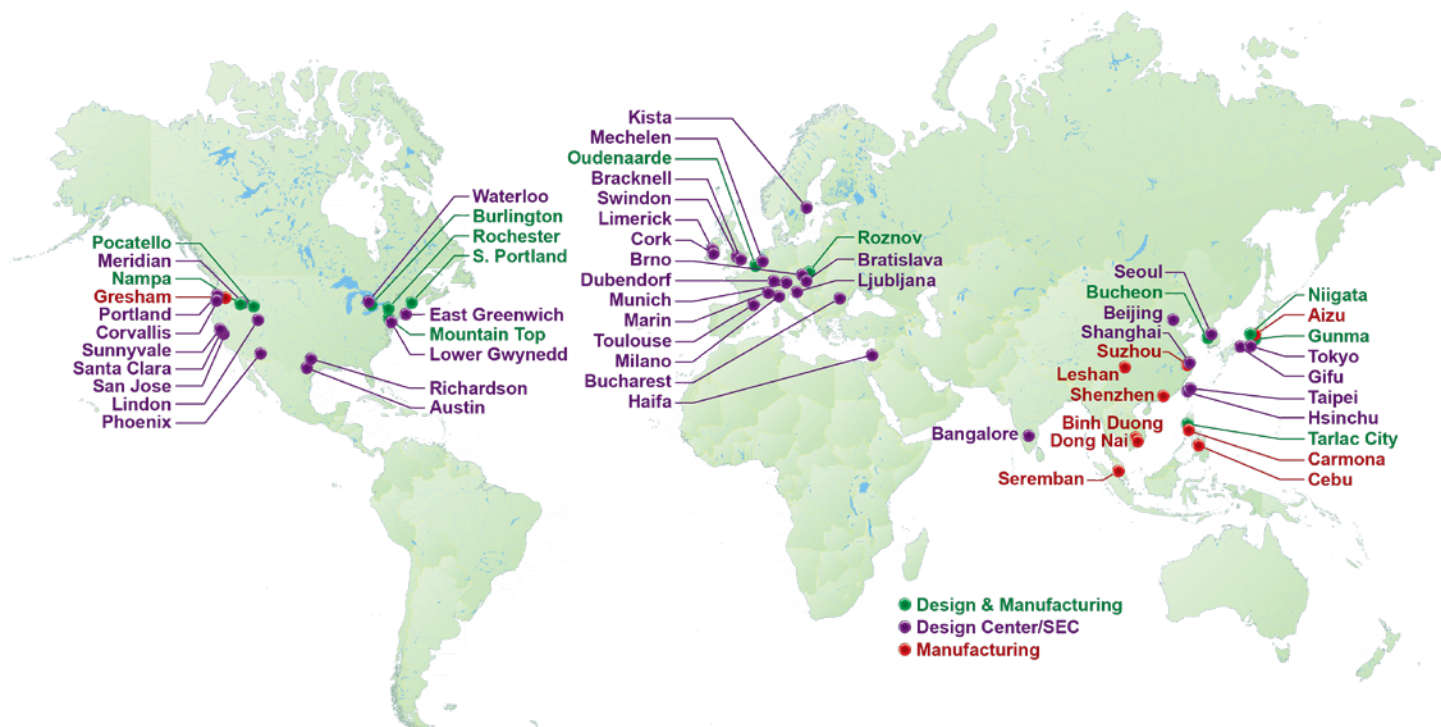 Pocatello
Meridian
Nampa
Gresham
Portland
Corvallis
Sunnyvale
Santa Clara
San Jose
Lindon
Phoenix
Waterloo
Burlington
Rochester
S. Portland
East Greenwich
Mountain Top
Lower Gwynedd
Richardson
Austin
Kista
Mechelen
Oudenaarde
Bracknell
Swindon
Limerick
Cork
Brno
Dubendorf
Munich
Marin
Toulouse
Milano
Bucharest
Haifa
Roznov
Bratislava
Ljubljana
Seoul
Bucheon
Beijing
Shanghai
Suzhou
Leshan
Shenzhen
Binh Duong
Dong Nai
Bangalore
Seremban
Niigata
Aizu
Gunma
Tokyo
Gifu
Taipei
Hsinchu
Tarlac City
Carmona
Cebu
Design & Manufacturing
Design Center/SEC
Manufacturing